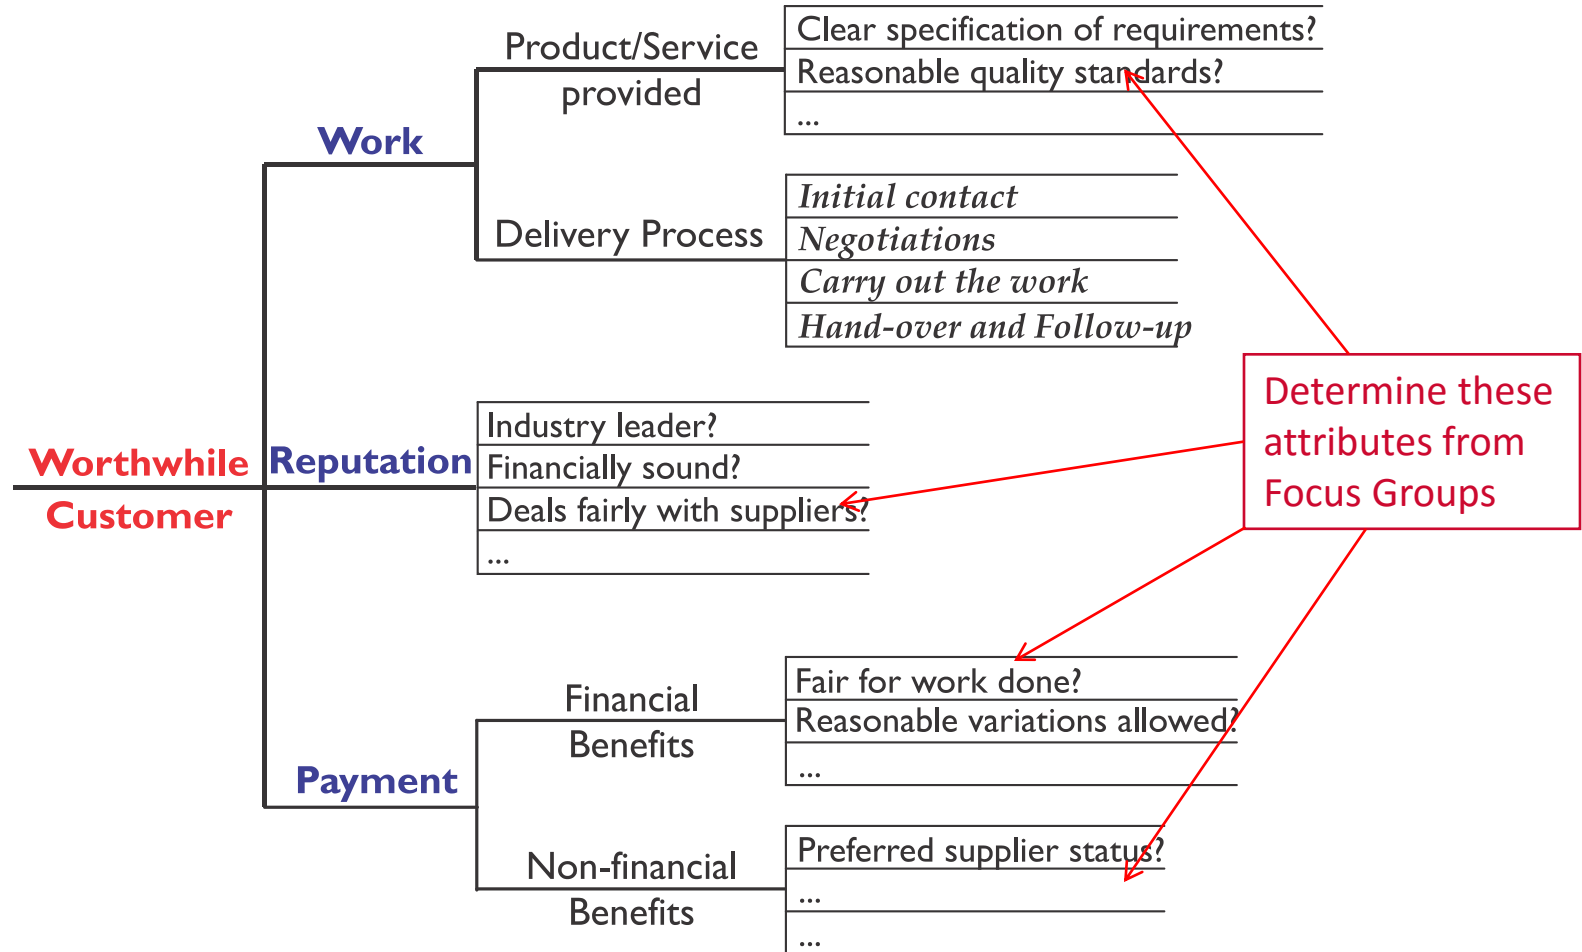 Product/Service
provided
Clear specification of requirements?
Reasonable quality standards?
...
Work
Delivery Process
Initial contact
Negotiations
Carry out the work
Hand-over and Follow-up
Worthwhile
Customer
Reputation
Industry leader?
Financially sound?
Deals fairly with suppliers?
...
Determine these
attributes from
Focus Groups
Payment
Financial
Benefits
Fair for work done?
Reasonable variations allowed?
...
Non-financial
Benefits
Preferred supplier status?
...
...